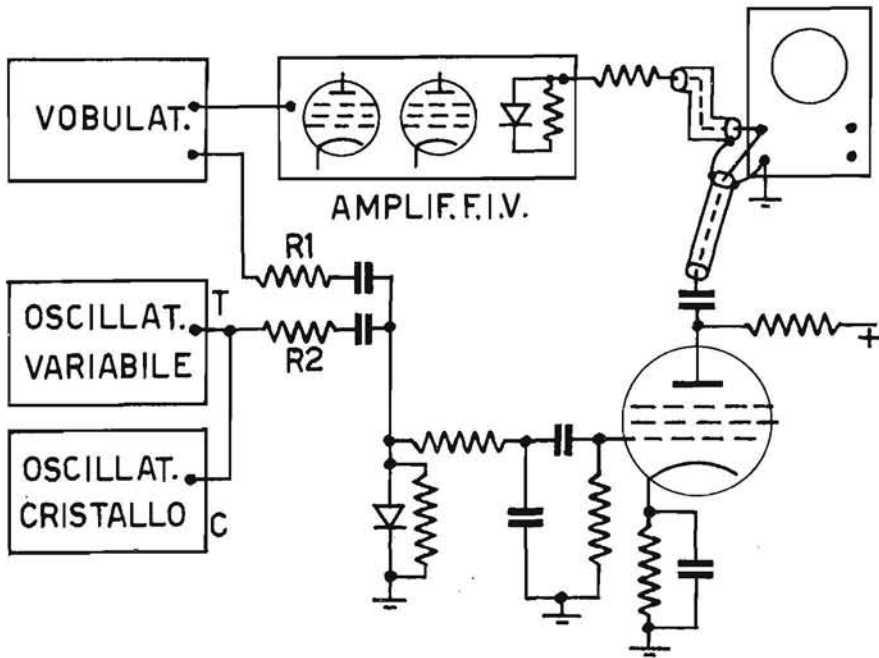 VOBULAT.
AMPLIF. F.I.V.
R1
T
OSCILLAT.
VARIABILE
R2
+
OSCILLAT.
CRISTALLO
C